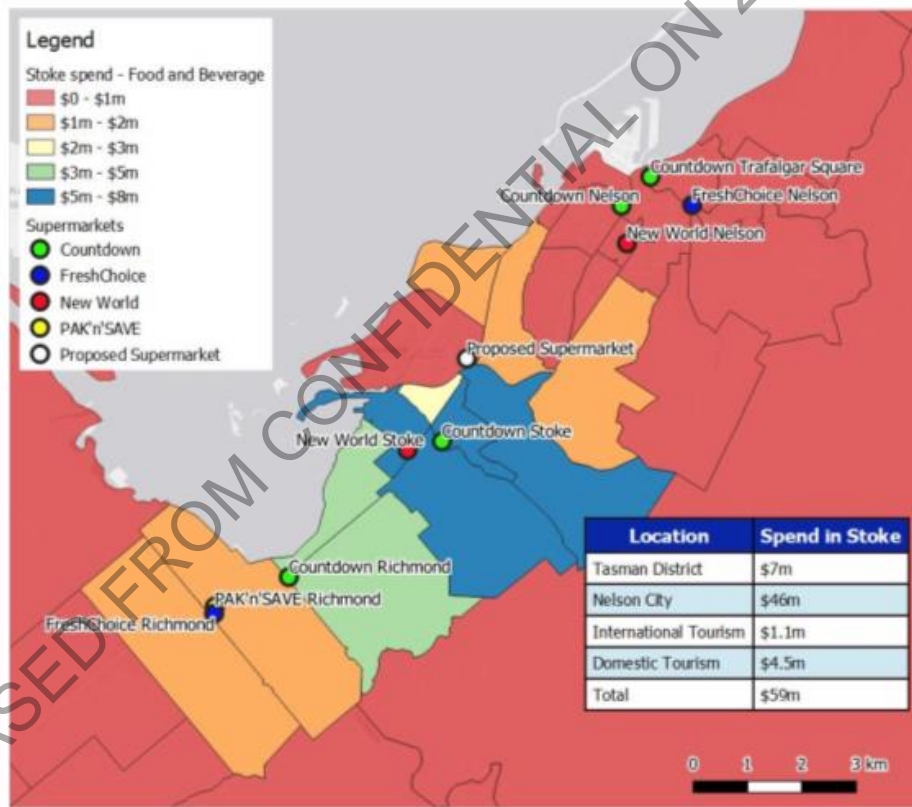 Legend
Stoke spend - Food and Beverage
$0 - $1m
$1m - $2m
$2m - $3m
$3m - $5m
$5m - $8m
Supermarkets
Countdown
FreshChoice
New World
PAK'n'SAVE
Proposed Supermarket
Countdown Trafalgar Square
Countdown Nelson
FreshChoice Nelson
New World Nelson
Proposed Supermarket
Countdown Stoke
New World Stoke
Countdown Richmond
PAK'n'SAVE Richmond
FreshChoice Richmond
Location Spend in Stoke
Tasman District $7m
Nelson City $46m
International Tourism $1.1m
Domestic Tourism $4.5m
Total $59m
0 1 2 3 km
ASED FROM CONFIDENTIAL ON